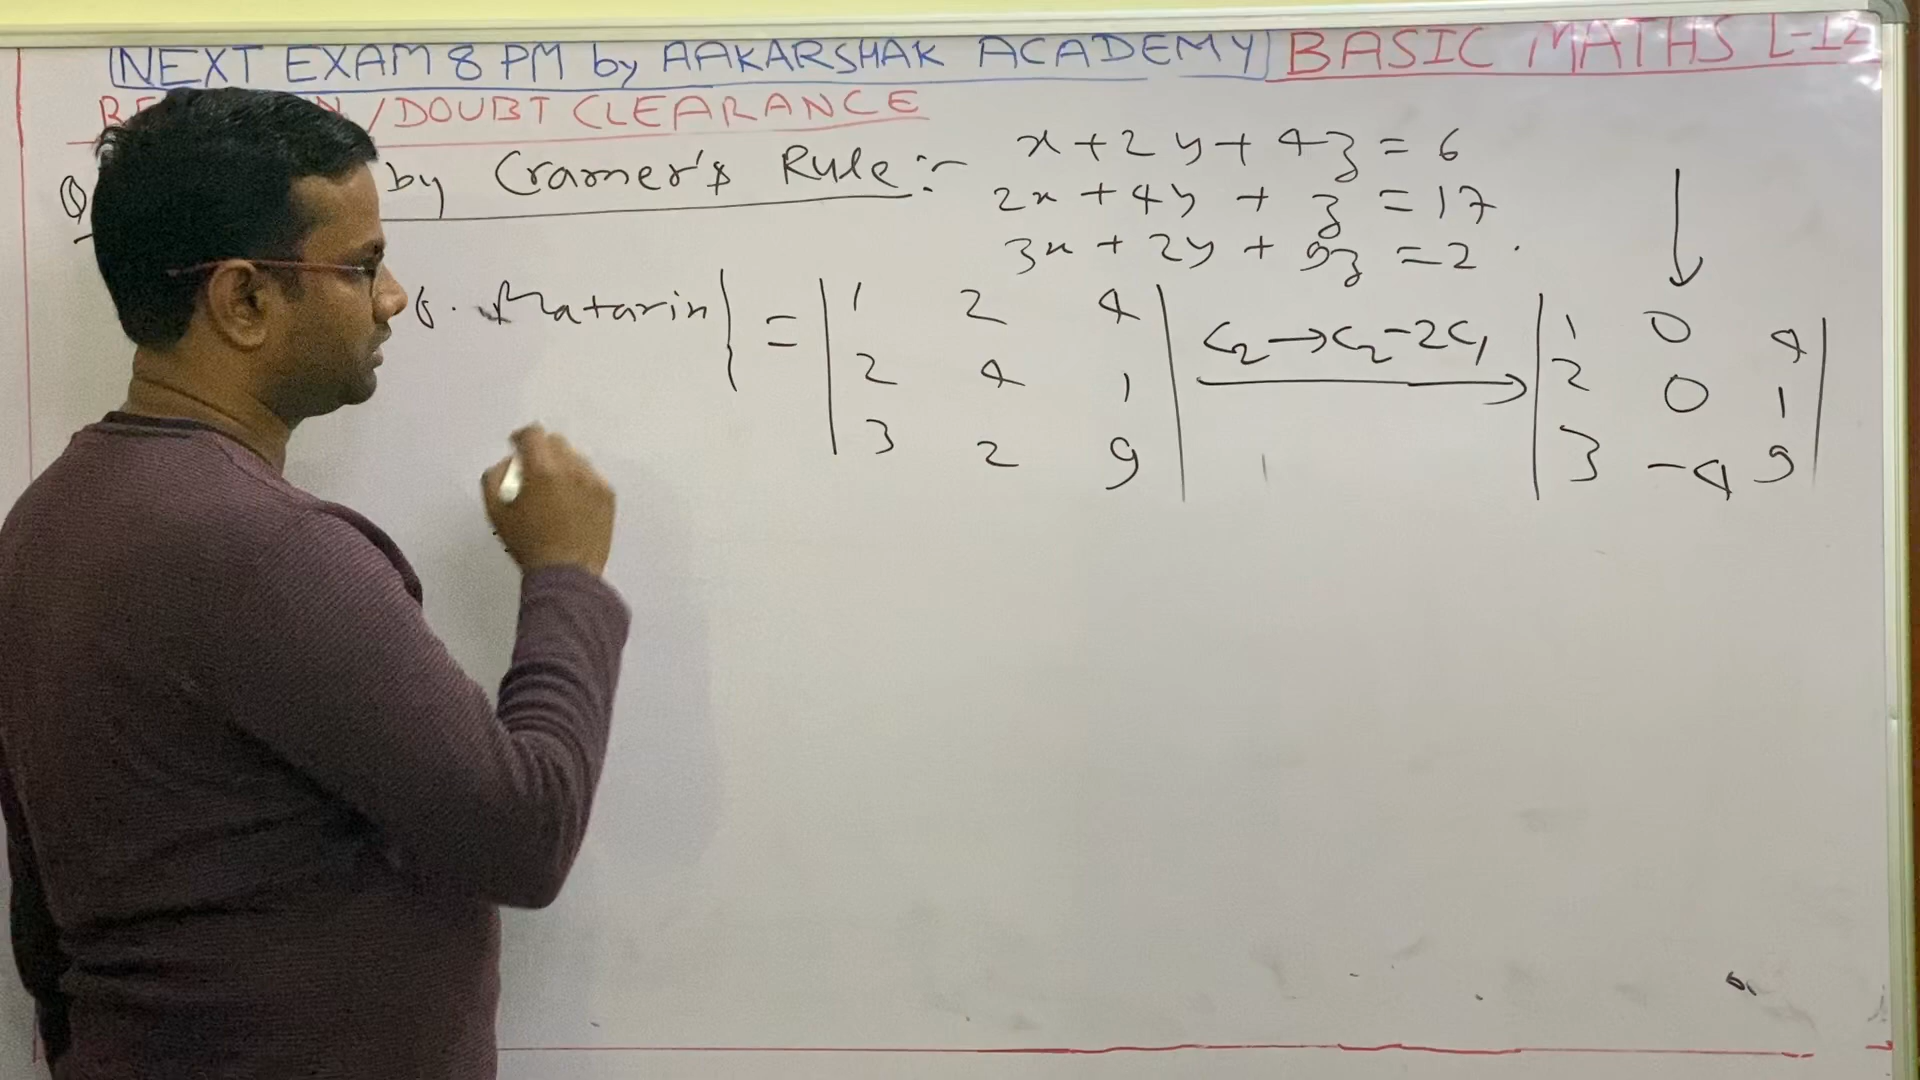 NEXT EXAM 8 PM by AAKARSHAK ACADEMY BASIC MATHS L-12
/DOUBT CLEARANCE
Q by Cramer's Rule :-
x + 2y + 4z = 6
2x + 4y + z = 17
3x + 2y + 9z = 2
= | 1 2 4 | C2 → C2 - 2C1 | 1 0 4 |
2 4 1 2 0 1
3 2 9 3 -4 9